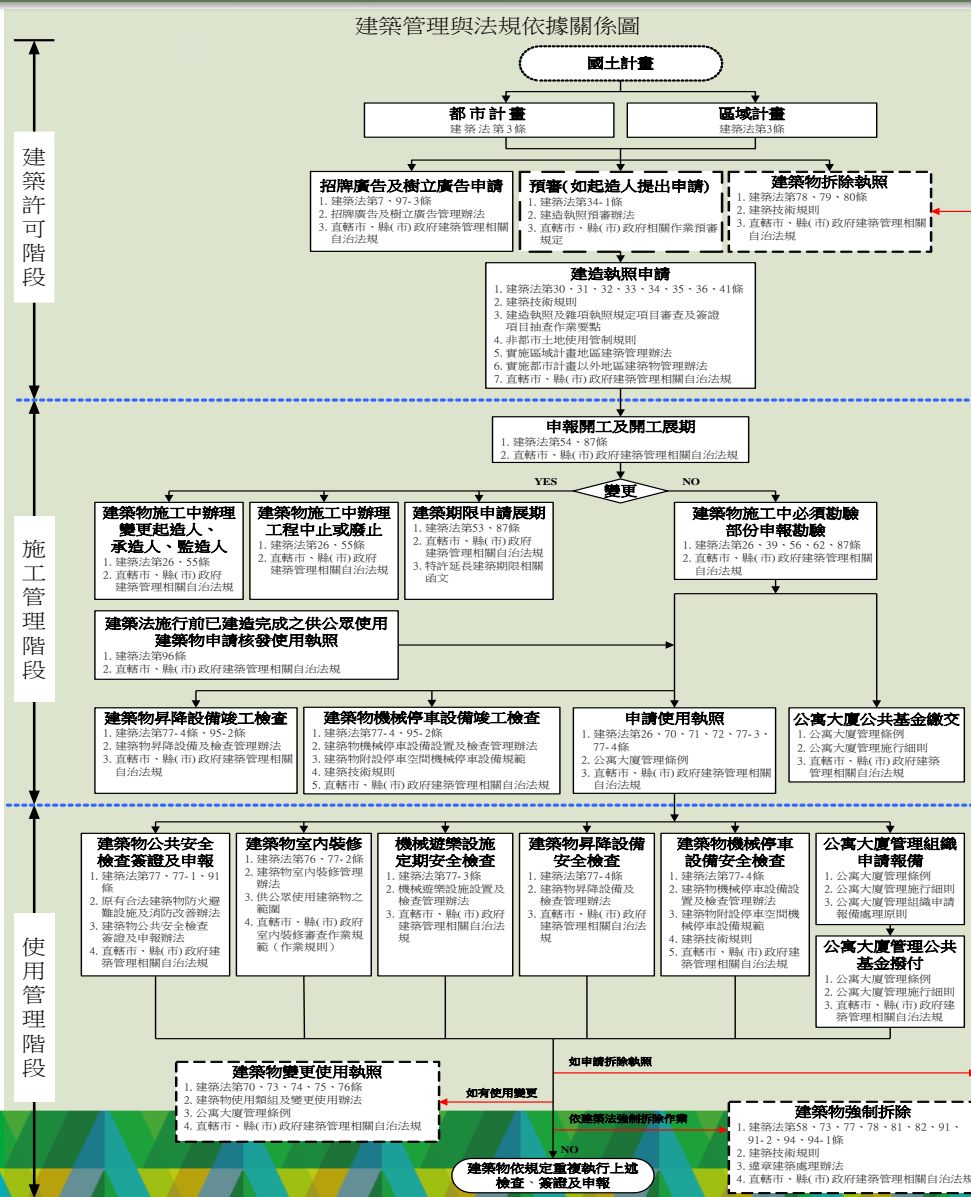 建築管理與法規依據關係圖
建築許可階段
國土計畫
都市計畫
建築法第3條
區域計畫
建築法第3條
招牌廣告及樹立廣告申請
1. 建築法第7、97-3條
2. 招牌廣告及樹立廣告管理辦法
3. 直轄市、縣(市)政府建築管理相關
自治法規
預審(如起造人提出申請)
1. 建築法第34-1條
2. 建造執照預審辦法
3. 直轄市、縣(市)政府相關作業預審
規定
建築物拆除執照
1. 建築法第78、79、80條
2. 建築技術規則
3. 直轄市、縣(市)政府建築管理相關
自治法規
建造執照申請
1. 建築法第30、31、32、33、34、35、36、41條
2. 建築技術規則
3. 建造執照及雜項執照規定項目審查及簽證
項目抽查作業要點
4. 非都市土地使用管制規則
5. 實施區域計畫地區建築管理辦法
6. 實施都市計畫以外地區建築物管理辦法
7. 直轄市、縣(市)政府建築管理相關自治法規
施工管理階段
申報開工及開工展期
1. 建築法第54、87條
2. 直轄市、縣(市)政府建築管理相關自治法規
YES
變更
NO
建築物施工中辦理
變更起造人、
承造人、監造人
1. 建築法第26、55條
2. 直轄市、縣(市)政府
建築管理相關自治法規
建築物施工中辦理
工程中止或廢止
1. 建築法第26、55條
2. 直轄市、縣(市)政府
建築管理相關自治法規
建築期限申請展期
1. 建築法第53、87條
2. 直轄市、縣(市)政府
建築管理相關自治法規
3. 特許延長建築期限相關
函文
建築物施工中必須勘驗
部份申報勘驗
1. 建築法第26、39、56、62、87條
2. 直轄市、縣(市)政府建築管理相關自治法規
建築法施行前已建造完成之供公眾使用
建築物申請核發使用執照
1. 建築法第96條
2. 直轄市、縣(市)政府建築管理相關自治法規
建築物昇降設備竣工檢查
1. 建築法第77-4條、95-2條
2. 建築物昇降設備及檢查管理辦法
3. 直轄市、縣(市)政府建築管理相關
自治法規
建築物機械停車設備竣工檢查
1. 建築法第77-4、95-2條
2. 建築物機械停車設備設置及檢查管理辦法
3. 建築物附設停車空間機械停車設備規範
4. 建築技術規則
5. 直轄市、縣(市)政府建築管理相關自治法規
申請使用執照
1. 建築法第26、70、71、72、77-3、
77-4條
2. 公寓大廈管理條例
3. 直轄市、縣(市)政府建築管理相關
自治法規
公寓大廈公共基金繳交
1. 公寓大廈管理條例
2. 公寓大廈管理施行細則
3. 直轄市、縣(市)政府建築
管理相關自治法規
使用管理階段
建築物公共安全
檢查簽證及申報
1. 建築法第77、77-1、91
條
2. 原有合法建築物防火避
難設施及消防改善辦法
3. 建築物公共安全檢查
簽證及申報辦法
4. 直轄市、縣(市)政府建
築管理相關自治法規
建築物室內裝修
1. 建築法第76、77-2條
2. 建築物室內裝修管理
辦法
3. 供公眾使用建築物之
範圍
4. 直轄市、縣(市)政府
室內裝修審查作業規
範（作業規則）
機械遊樂設施
定期安全檢查
1. 建築法第77-3條
2. 機械遊樂設施設置及
檢查管理辦法
3. 直轄市、縣(市)政府建
築管理相關自治法
規
建築物昇降設備
安全檢查
1. 建築法第77-4條
2. 建築物昇降設備及
檢查管理辦法
3. 直轄市、縣(市)政府建
築管理相關自治法
規
建築物機械停車
設備安全檢查
1. 建築法第77-4條
2. 建築物機械停車設備設
置及檢查管理辦法
3. 建築物附設停車空間機
械停車設備規範
4. 建築技術規則
5. 直轄市、縣(市)政府建
築管理相關自治法規
公寓大廈管理組織
申請報備
1. 公寓大廈管理條例
2. 公寓大廈管理施行細則
3. 公寓大廈管理組織申請
報備處理原則
公寓大廈管理公共
基金撥付
1. 公寓大廈管理條例
2. 公寓大廈管理施行細則
3. 直轄市、縣(市)政府建
築管理相關自治法規
如申請拆除執照
建築物變更使用執照
1. 建築法第70、73、74、75、76條
2. 建築物使用類組及變更使用辦法
3. 公寓大廈管理條例
4. 直轄市、縣(市)政府建築管理相關自治法規
如有使用變更
依建築法強制拆除作業
建築物強制拆除
1. 建築法第58、73、77、78、81、82、91、
91-2、94、94-1條
2. 建築技術規則
3. 違章建築處理辦法
4. 直轄市、縣(市)政府建築管理相關自治法規
NO
建築物依規定重複執行上述
檢查、簽證及申報